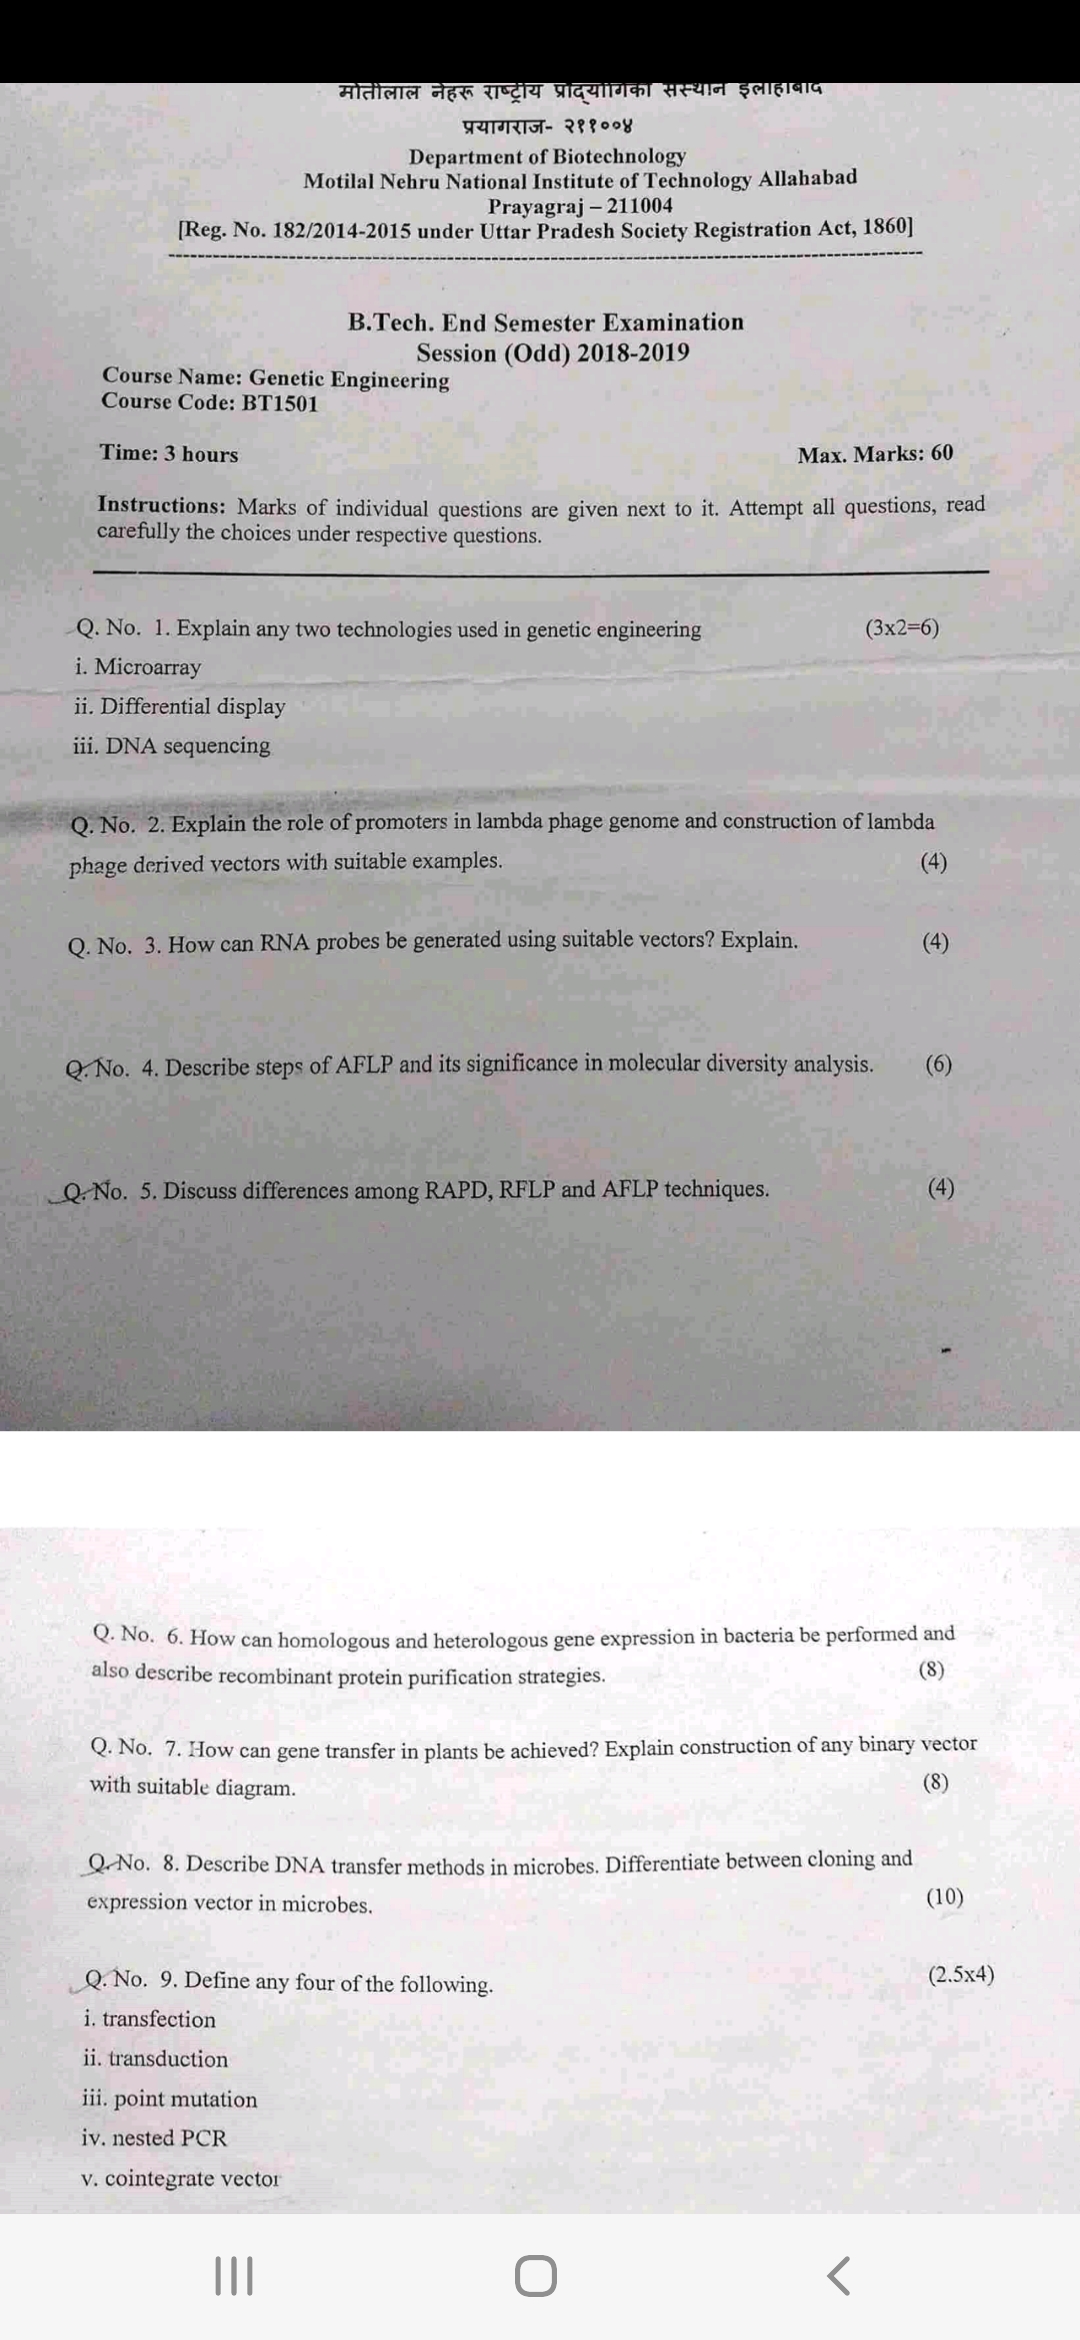 मोतीलाल नेहरू राष्ट्रीय प्रौद्योगिकी संस्थान इलाहाबाद
प्रयागराज- २११००४
Department of Biotechnology
Motilal Nehru National Institute of Technology Allahabad
Prayagraj – 211004
[Reg. No. 182/2014-2015 under Uttar Pradesh Society Registration Act, 1860]
B.Tech. End Semester Examination
Session (Odd) 2018-2019
Course Name: Genetic Engineering
Course Code: BT1501
Time: 3 hours Max. Marks: 60
Instructions: Marks of individual questions are given next to it. Attempt all questions, read
carefully the choices under respective questions.
Q. No. 1. Explain any two technologies used in genetic engineering (3x2=6)
i. Microarray
ii. Differential display
iii. DNA sequencing
Q. No. 2. Explain the role of promoters in lambda phage genome and construction of lambda
phage derived vectors with suitable examples. (4)
Q. No. 3. How can RNA probes be generated using suitable vectors? Explain. (4)
Q. No. 4. Describe steps of AFLP and its significance in molecular diversity analysis. (6)
Q. No. 5. Discuss differences among RAPD, RFLP and AFLP techniques. (4)
Q. No. 6. How can homologous and heterologous gene expression in bacteria be performed and
also describe recombinant protein purification strategies. (8)
Q. No. 7. How can gene transfer in plants be achieved? Explain construction of any binary vector
with suitable diagram. (8)
Q. No. 8. Describe DNA transfer methods in microbes. Differentiate between cloning and
expression vector in microbes. (10)
Q. No. 9. Define any four of the following. (2.5x4)
i. transfection
ii. transduction
iii. point mutation
iv. nested PCR
v. cointegrate vector